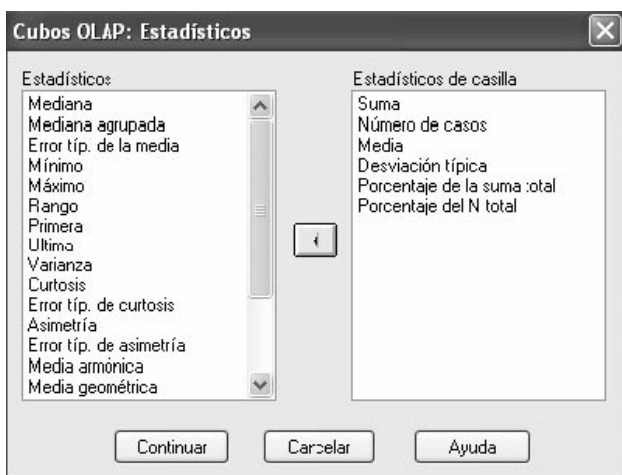 Cubos OLAP: Estadísticos
Estadísticos
Mediana
Mediana agrupada
Error típ. de la media
Mínimo
Máximo
Rango
Primera
Última
Varianza
Curtosis
Error típ. de curtosis
Asimetría
Error típ. de asimetría
Media armónica
Media geométrica
Estadísticos de casilla
Suma
Número de casos
Media
Desviación típica
Porcentaje de la suma total
Porcentaje del N total
Continuar
Cancelar
Ayuda